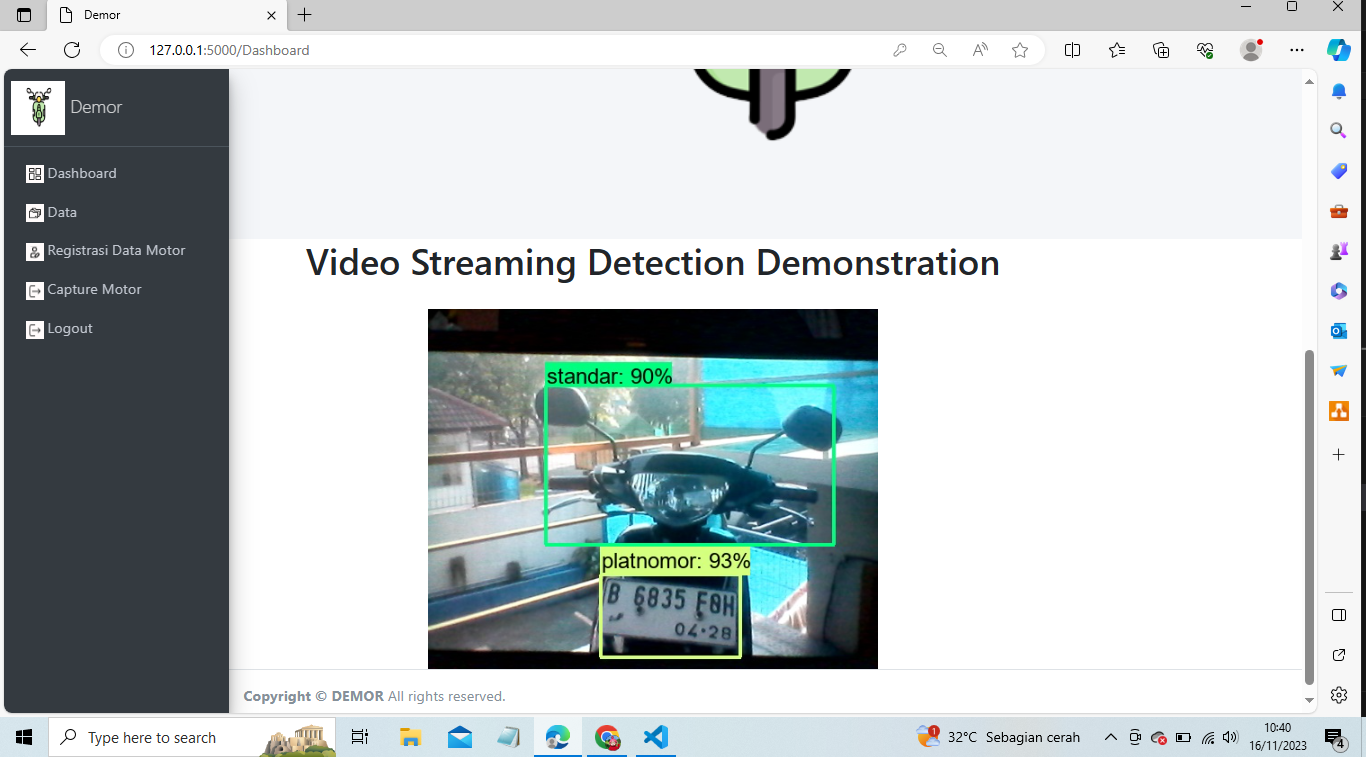 Demor
127.0.0.1:5000/Dashboard
Demor
Dashboard
Data
Registrasi Data Motor
Capture Motor
Logout
Video Streaming Detection Demonstration
standar: 90%
platnomor: 93%
B 6835 FOH
04·28
Copyright © DEMOR All rights reserved.
Type here to search
1
32°C Sebagian cerah
10:40
16/11/2023
4